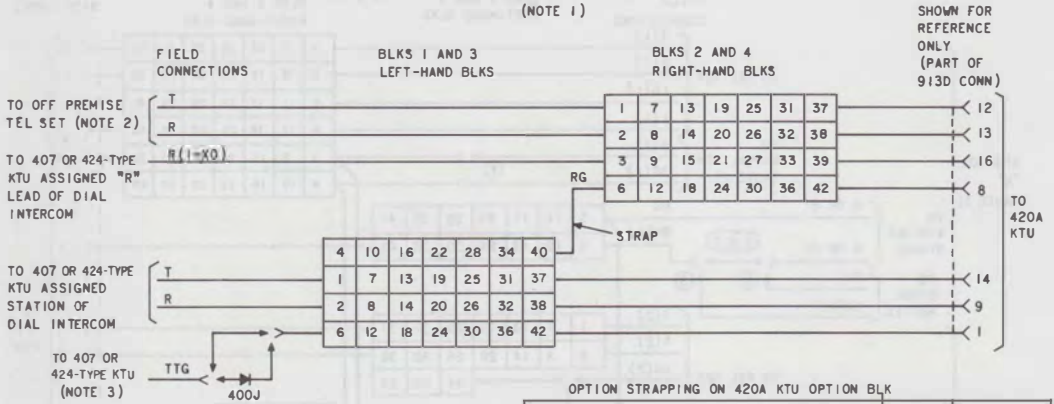 (NOTE 1)
SHOWN FOR
REFERENCE
ONLY
(PART OF
913D CONN)
FIELD
CONNECTIONS
BLKS 1 AND 3
LEFT-HAND BLKS
BLKS 2 AND 4
RIGHT-HAND BLKS
TO OFF PREMISE
TEL SET (NOTE 2)
T
R
1 7 13 19 25 31 37
2 8 14 20 26 32 38
3 9 15 21 27 33 39
6 12 18 24 30 36 42
12
13
16
8
TO 407 OR 424-TYPE
KTU ASSIGNED "R"
LEAD OF DIAL
INTERCOM
R(1-X0)
RG
STRAP
TO
420A
KTU
4 10 16 22 28 34 40
1 7 13 19 25 31 37
2 8 14 20 26 32 38
6 12 18 24 30 36 42
14
9
1
TO 407 OR 424-TYPE
KTU ASSIGNED
STATION OF
DIAL INTERCOM
T
R
TO 407 OR
424-TYPE KTU
(NOTE 3)
TTG
400J
OPTION STRAPPING ON 420A KTU OPTION BLK